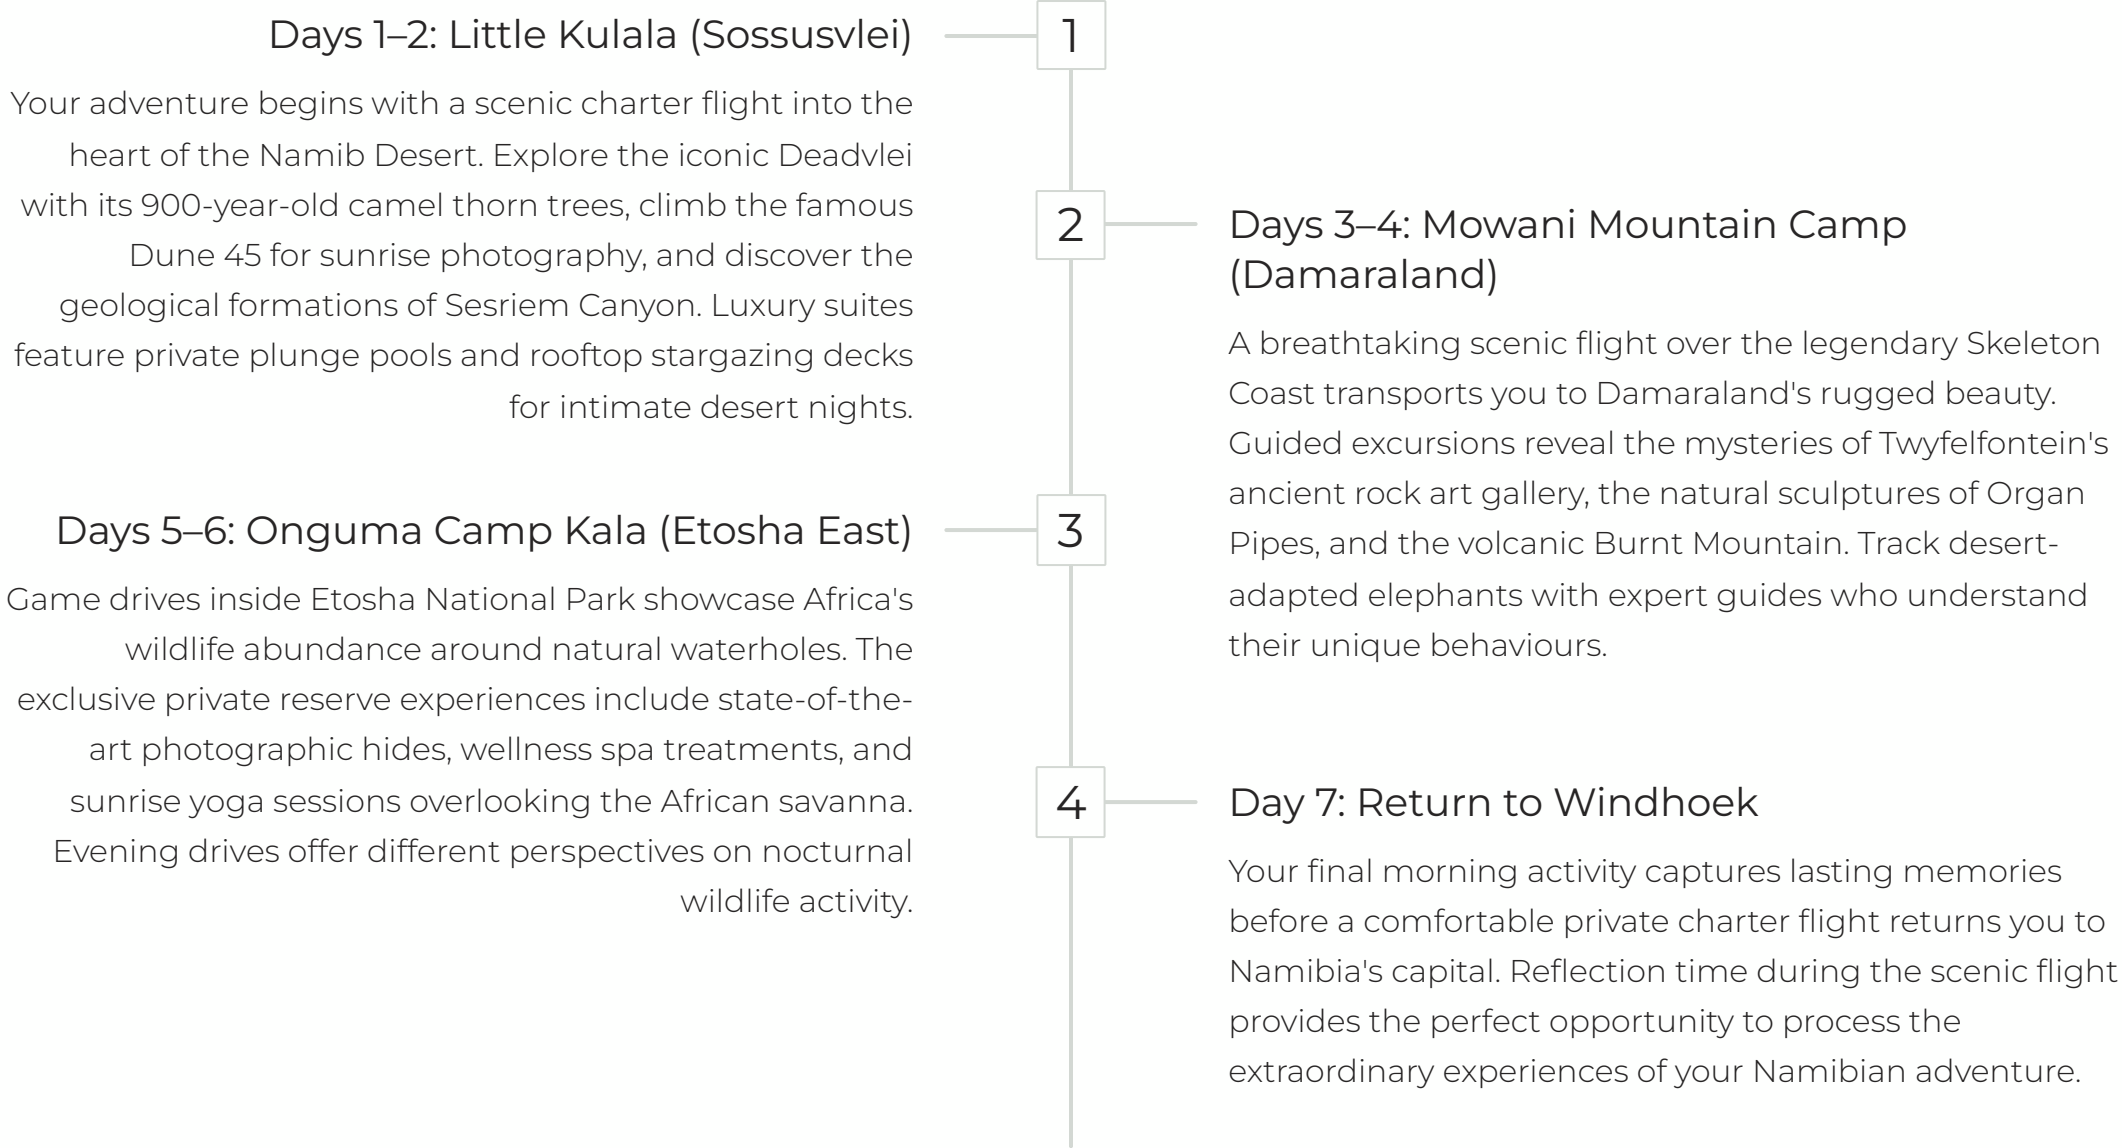 Days 1–2: Little Kulala (Sossusvlei)
1
Your adventure begins with a scenic charter flight into the
heart of the Namib Desert. Explore the iconic Deadvlei
with its 900-year-old camel thorn trees, climb the famous
Dune 45 for sunrise photography, and discover the
geological formations of Sesriem Canyon. Luxury suites
feature private plunge pools and rooftop stargazing decks
for intimate desert nights.
2
Days 3–4: Mowani Mountain Camp
(Damaraland)
A breathtaking scenic flight over the legendary Skeleton
Coast transports you to Damaraland's rugged beauty.
Guided excursions reveal the mysteries of Twyfelfontein's
ancient rock art gallery, the natural sculptures of Organ
Pipes, and the volcanic Burnt Mountain. Track desert-
adapted elephants with expert guides who understand
their unique behaviours.
Days 5–6: Onguma Camp Kala (Etosha East)
3
Game drives inside Etosha National Park showcase Africa's
wildlife abundance around natural waterholes. The
exclusive private reserve experiences include state-of-the-
art photographic hides, wellness spa treatments, and
sunrise yoga sessions overlooking the African savanna.
Evening drives offer different perspectives on nocturnal
wildlife activity.
4
Day 7: Return to Windhoek
Your final morning activity captures lasting memories
before a comfortable private charter flight returns you to
Namibia's capital. Reflection time during the scenic flight
provides the perfect opportunity to process the
extraordinary experiences of your Namibian adventure.